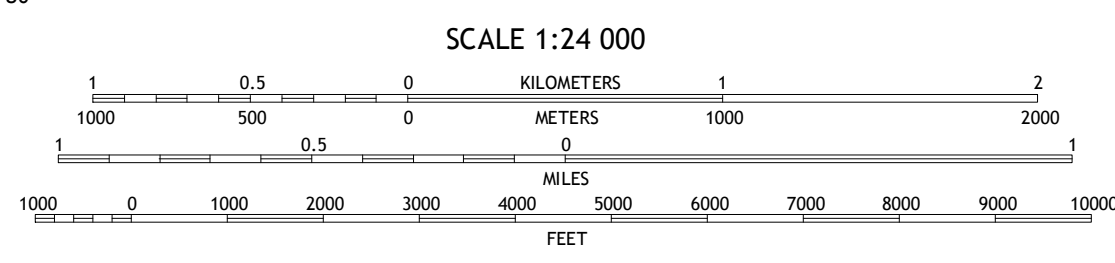 SCALE 1:24 000
1 0.5 0 KILOMETERS 1 2
1000 500 0 METERS 1000 2000
1 0.5 0 1
MILES
1000 0 1000 2000 3000 4000 5000 6000 7000 8000 9000 10000
FEET